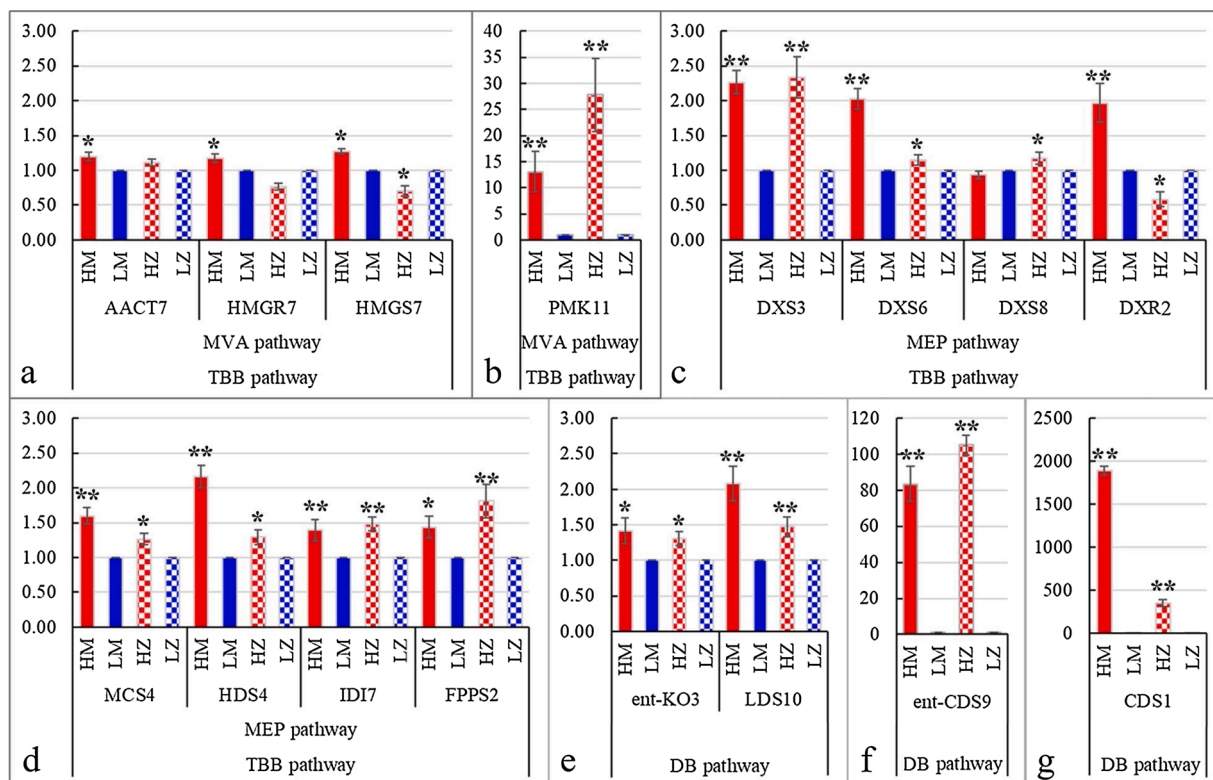 3.00
2.50
2.00
1.50
1.00
0.50
0.00
* * * *
HM LM HZ LZ HM LM HZ LZ HM LM HZ LZ
AACT7 HMGR7 HMGS7
MVA pathway
TBB pathway
a
40
35
30
25
20
15
10
5
0
** **
HM LM HZ LZ
PMK11
MVA pathway
TBB pathway
b
3.00
2.50
2.00
1.50
1.00
0.50
0.00
** ** ** * * ** *
HM LM HZ LZ HM LM HZ LZ HM LM HZ LZ HM LM HZ LZ
DXS3 DXS6 DXS8 DXR2
MEP pathway
TBB pathway
c
3.00
2.50
2.00
1.50
1.00
0.50
0.00
** * ** * ** ** * **
HM LM HZ LZ HM LM HZ LZ HM LM HZ LZ HM LM HZ LZ
MCS4 HDS4 IDI7 FPPS2
MEP pathway
TBB pathway
d
3.00
2.50
2.00
1.50
1.00
0.50
0.00
* * ** **
HM LM HZ LZ HM LM HZ LZ
ent-KO3 LDS10
DB pathway
e
120
100
80
60
40
20
0
** **
HM LM HZ LZ
ent-CDS9
DB pathway
f
2500
2000
1500
1000
500
0
** **
HM LM HZ LZ
CDS1
DB pathway
g